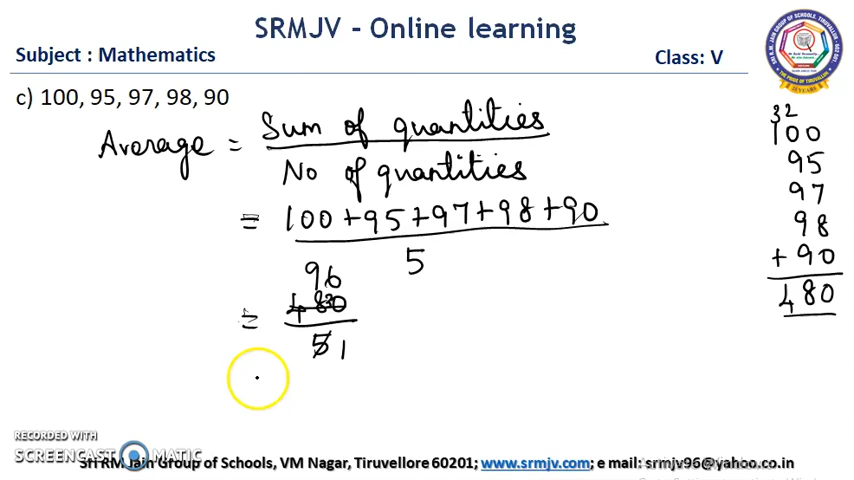 SRMJV - Online learning
Subject : Mathematics
Class: V
c) 100, 95, 97, 98, 90
Average = Sum of quantities
No of quantities
= 100 + 95 + 97 + 98 + 90
5
96
= 480
5 1
32
100
95
97
98
+ 90
480
RECORDED WITH
SCREENCAST MATIC
Sri RM Jain Group of Schools, VM Nagar, Tiruvellore 60201; www.srmjv.com; e mail: srmjv96@yahoo.co.in